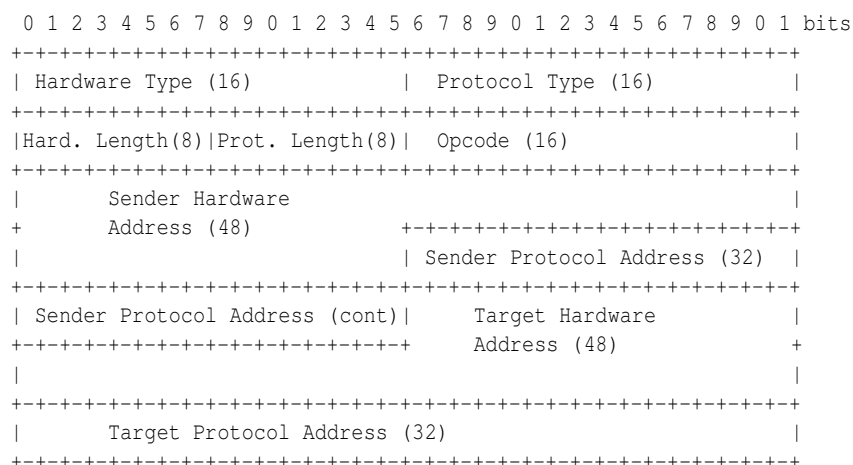 0 1 2 3 4 5 6 7 8 9 0 1 2 3 4 5 6 7 8 9 0 1 2 3 4 5 6 7 8 9 0 1 bits
+-+-+-+-+-+-+-+-+-+-+-+-+-+-+-+-+-+-+-+-+-+-+-+-+-+-+-+-+-+-+-+-+
| Hardware Type (16)            |  Protocol Type (16)           |
+-+-+-+-+-+-+-+-+-+-+-+-+-+-+-+-+-+-+-+-+-+-+-+-+-+-+-+-+-+-+-+-+
|Hard. Length(8)|Prot. Length(8)|  Opcode (16)                  |
+-+-+-+-+-+-+-+-+-+-+-+-+-+-+-+-+-+-+-+-+-+-+-+-+-+-+-+-+-+-+-+-+
|       Sender Hardware                                         |
+       Address (48)            +-+-+-+-+-+-+-+-+-+-+-+-+-+-+-+-+
|                               | Sender Protocol Address (32)  |
+-+-+-+-+-+-+-+-+-+-+-+-+-+-+-+-+-+-+-+-+-+-+-+-+-+-+-+-+-+-+-+-+
| Sender Protocol Address (cont)|     Target Hardware           |
+-+-+-+-+-+-+-+-+-+-+-+-+-+-+-+-+     Address (48)              +
|                                                               |
+-+-+-+-+-+-+-+-+-+-+-+-+-+-+-+-+-+-+-+-+-+-+-+-+-+-+-+-+-+-+-+-+
|       Target Protocol Address (32)                            |
+-+-+-+-+-+-+-+-+-+-+-+-+-+-+-+-+-+-+-+-+-+-+-+-+-+-+-+-+-+-+-+-+